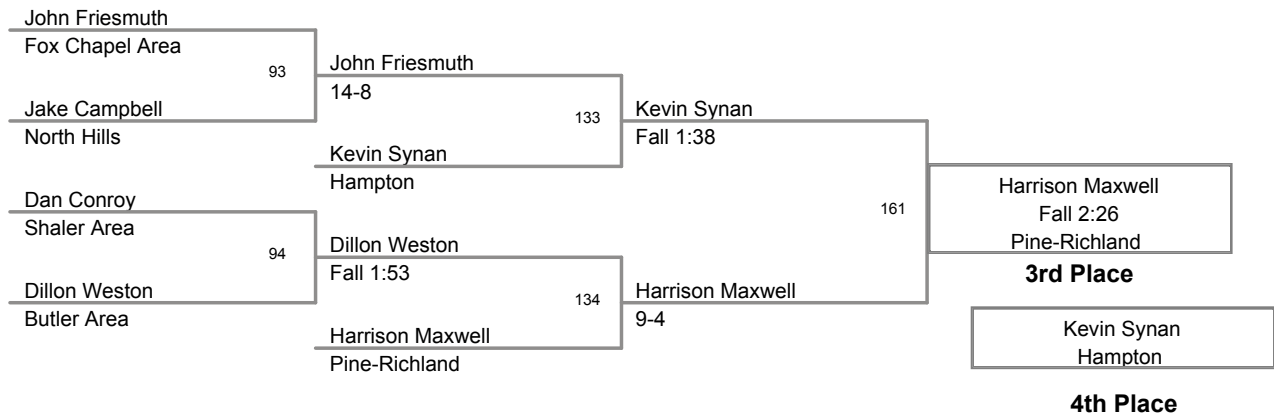 John Friesmuth
Fox Chapel Area
93
Jake Campbell
North Hills
Dan Conroy
Shaler Area
94
Dillon Weston
Butler Area
John Friesmuth
14-8
133
Kevin Synan
Hampton
Dillon Weston
Fall 1:53
134
Harrison Maxwell
Pine-Richland
Kevin Synan
Fall 1:38
161
Harrison Maxwell
9-4
Harrison Maxwell
Fall 2:26
Pine-Richland
3rd Place
Kevin Synan
Hampton
4th Place